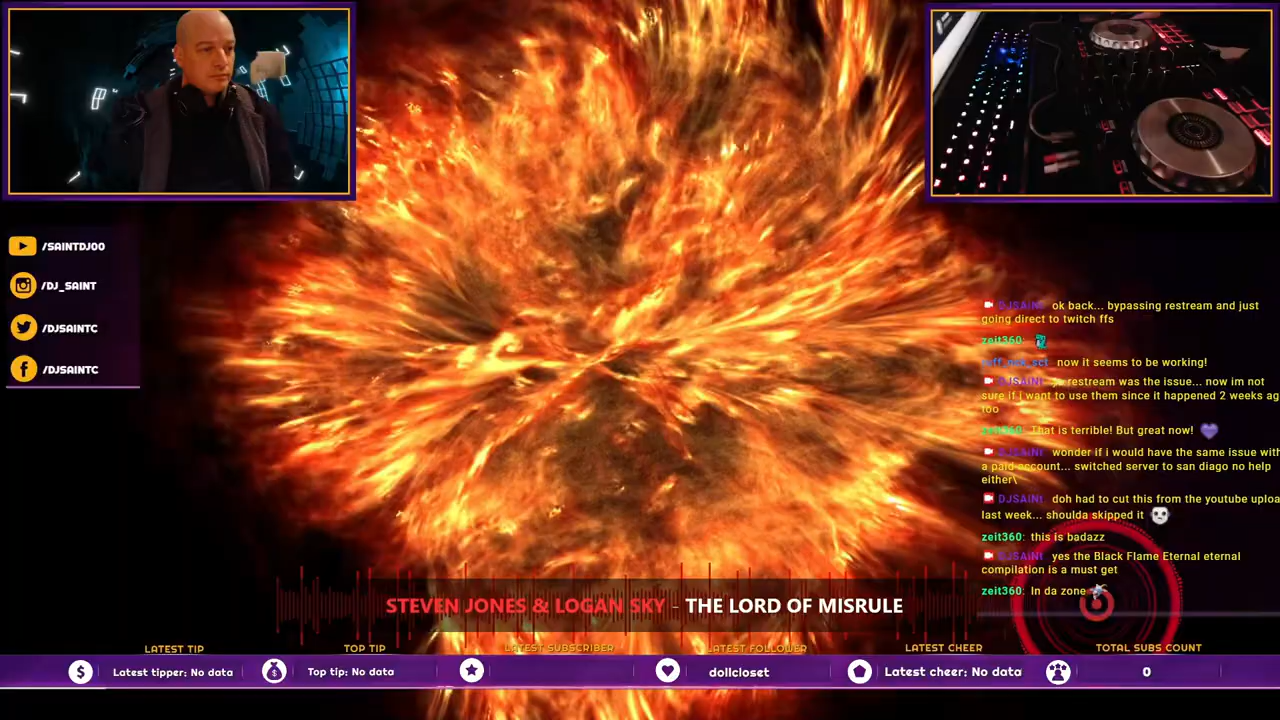 /SAINTDJ00
/DJ_SAINT
/DJSAINTC
/DJSAINTC
DJSAINt ok back... bypassing restream and just
going direct to twitch ffs
zeit360:
now it seems to be working!
DJSAINt restream was the issue... now im not
sure if i want to use them since it happened 2 weeks ag
too
zeit360: That is terrible! But great now!
DJSAINt wonder if i would have the same issue with
a paid account... switched server to san diago no help
either\
DJSAINt doh had to cut this from the youtube uploa
last week... shoulda skipped it
zeit360: this is badazz
DJSAINt yes the Black Flame Eternal eternal
compilation is a must get
zeit360: In da zone
STEVEN JONES & LOGAN SKY - THE LORD OF MISRULE
LATEST TIP
TOP TIP
LATEST SUBSCRIBER
LATEST FOLLOWER
LATEST CHEER
TOTAL SUBS COUNT
Latest tipper: No data
Top tip: No data
dollcloset
Latest cheer: No data
0